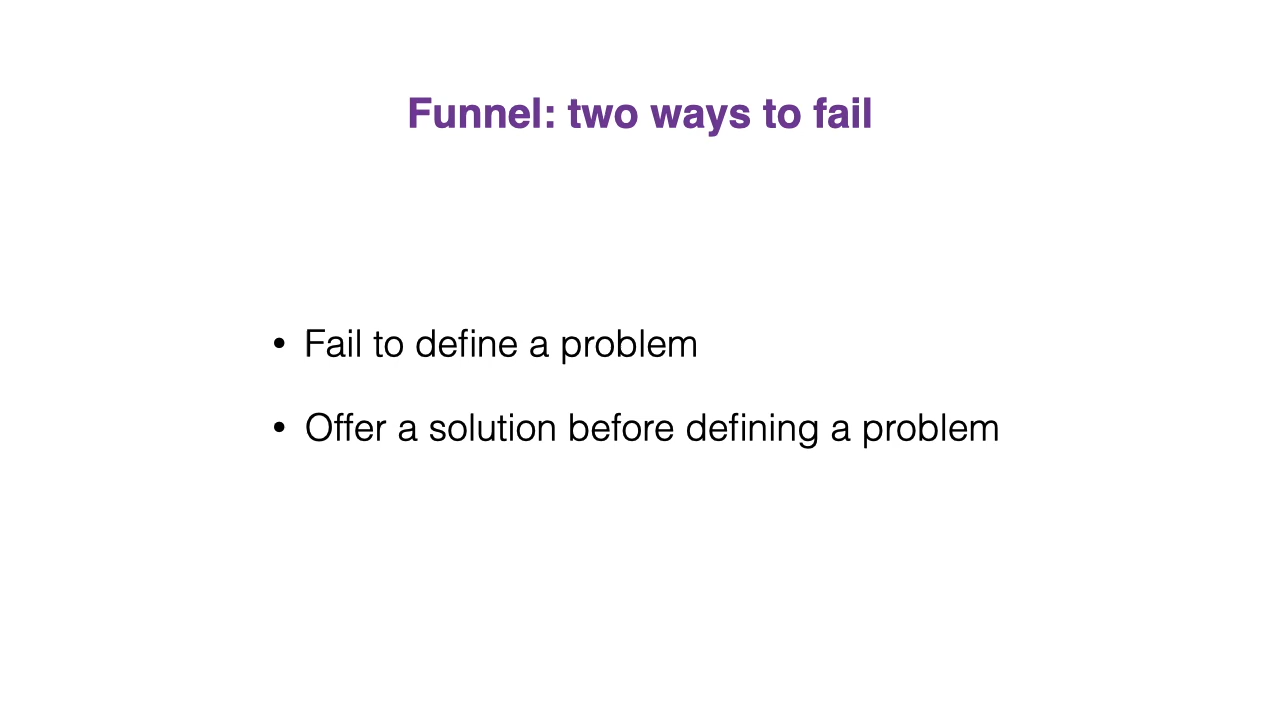 Funnel: two ways to fail
• Fail to define a problem
• Offer a solution before defining a problem